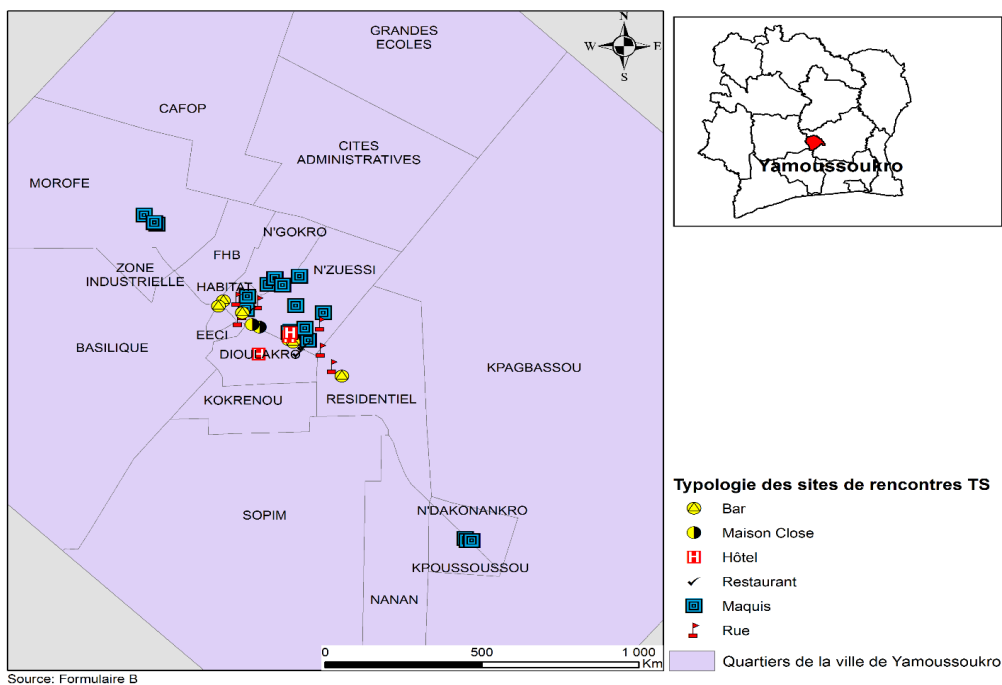 GRANDES
ECOLES
N
W
E
S
CAFOP
CITES
ADMINISTRATIVES
MOROFE
N'GOKRO
FHB
ZONE
INDUSTRIELLE
N'ZUESSI
HABITAT
EECI
BASILIQUE
DIOULAKRO
KPAGBASSOU
KOKRENOU
RESIDENTIEL
SOPIM
N'DAKONANKRO
KPOUSSOUSSOU
NANAN
0
500
1 000
Km
Source: Formulaire B
Yamoussoukro
Typologie des sites de rencontres TS
Bar
Maison Close
H
Hôtel
Restaurant
Maquis
Rue
Quartiers de la ville de Yamoussoukro